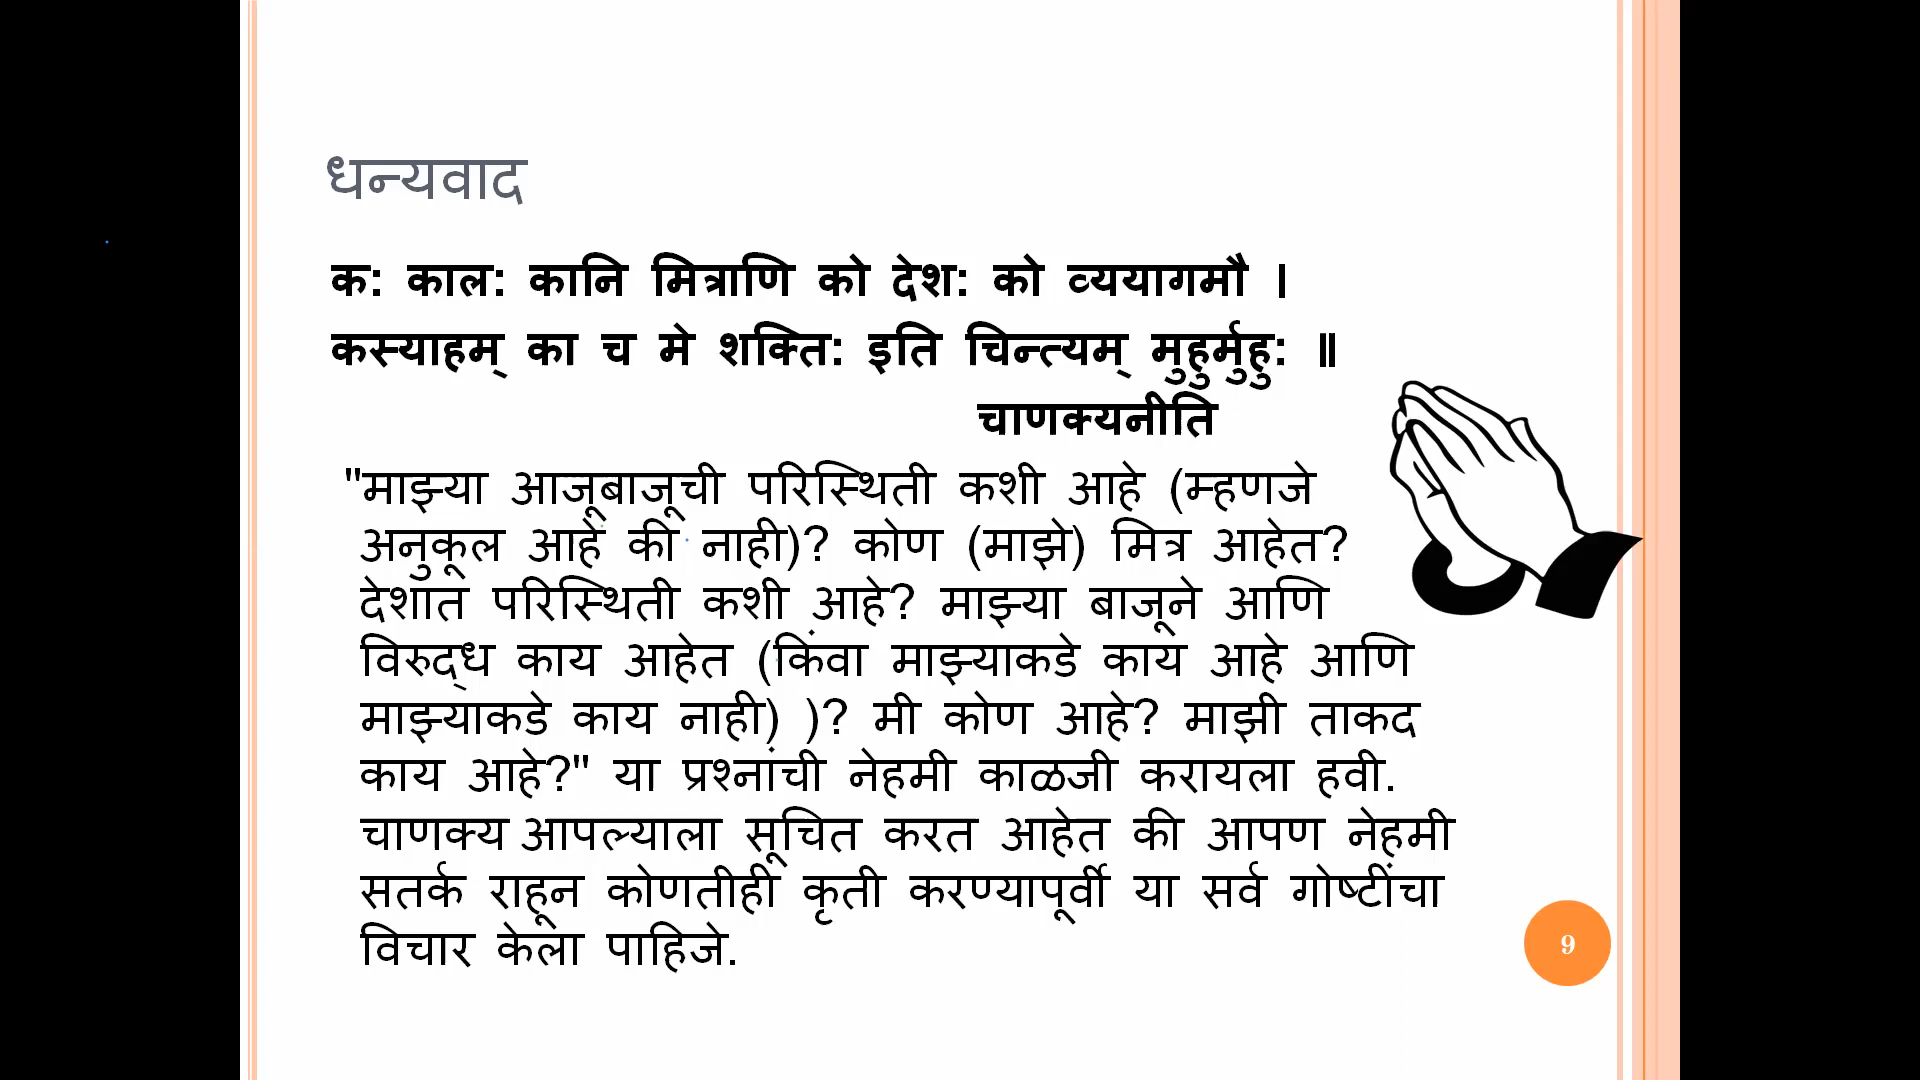 धन्यवाद
क: काल: कानि मित्राणि को देश: को व्ययागमौ ।
कस्याहम् का च मे शक्ति: इति चिन्त्यम् मुहुर्मुहु: ॥
चाणक्यनीति
"माझ्या आजूबाजूची परिस्थिती कशी आहे (म्हणजे
अनुकूल आहे की नाही)? कोण (माझे) मित्र आहेत?
देशात परिस्थिती कशी आहे? माझ्या बाजूने आणि
विरुद्ध काय आहेत (किंवा माझ्याकडे काय आहे आणि
माझ्याकडे काय नाही) )? मी कोण आहे? माझी ताकद
काय आहे?" या प्रश्नांची नेहमी काळजी करायला हवी.
चाणक्य आपल्याला सूचित करत आहेत की आपण नेहमी
सतर्क राहून कोणतीही कृती करण्यापूर्वी या सर्व गोष्टींचा
विचार केला पाहिजे.
9